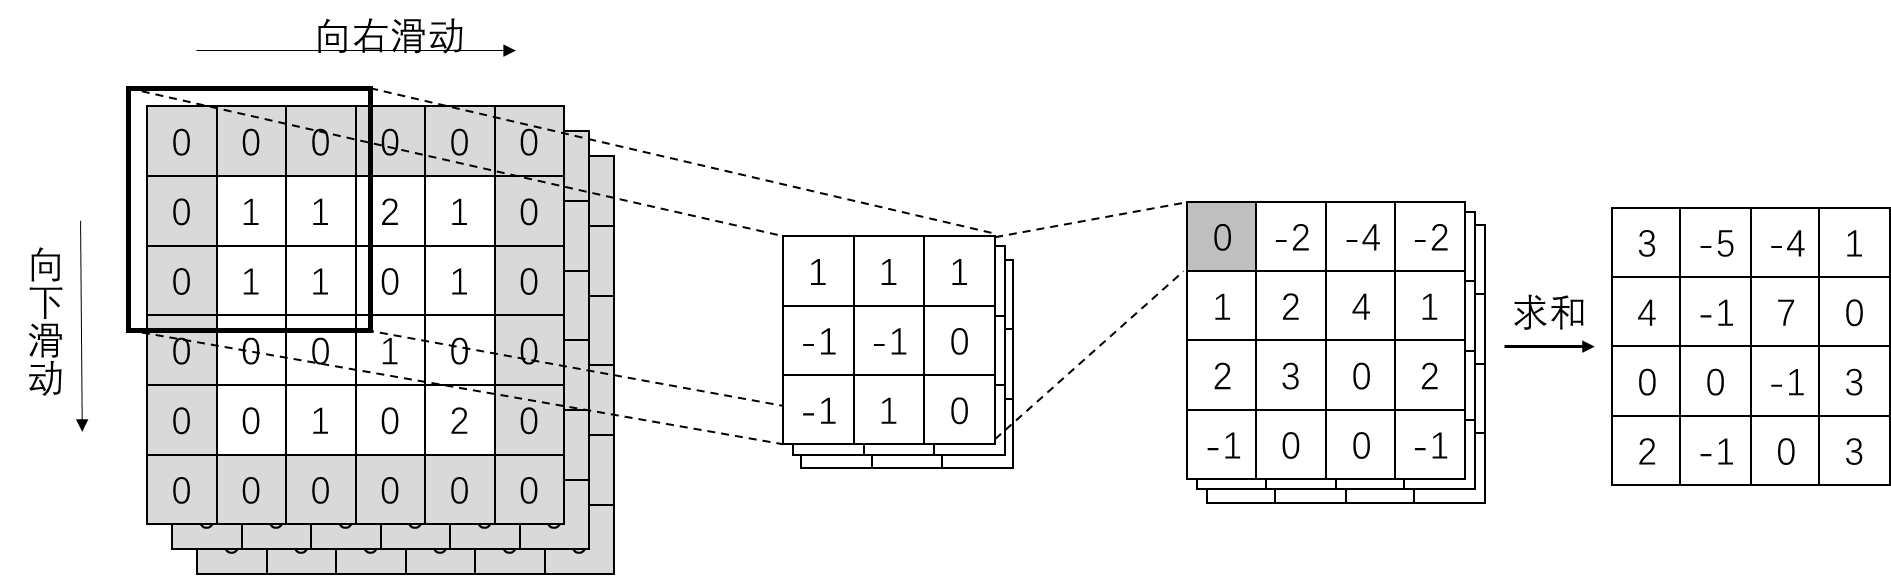 向右滑动
向下滑动
0 0 0 0 0 0
0 1 1 2 1 0
0 1 1 0 1 0
0 0 0 1 0 0
0 0 1 0 2 0
0 0 0 0 0 0
1 1 1
-1 -1 0
-1 1 0
0 -2 -4 -2
1 2 4 1
2 3 0 2
-1 0 0 -1
求和
3 -5 -4 1
4 -1 7 0
0 0 -1 3
2 -1 0 3